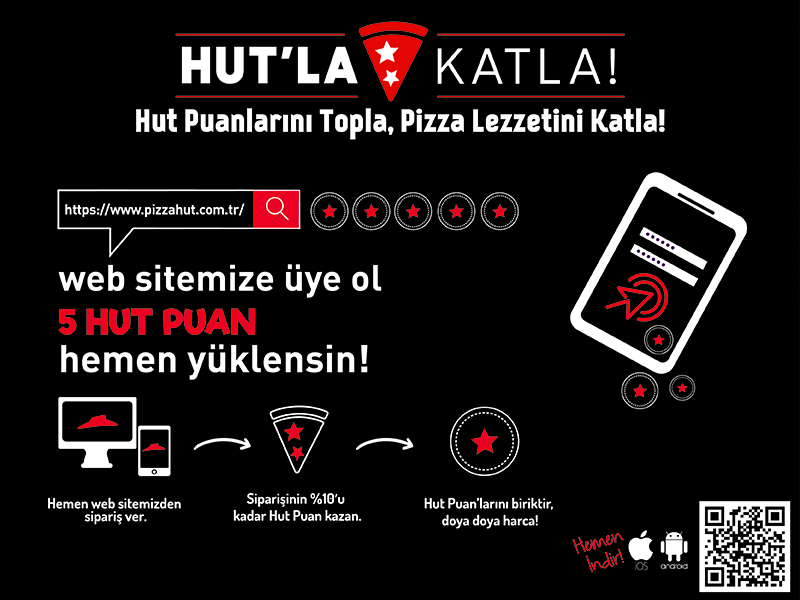 HUT'LA KATLA!
Hut Puanlarını Topla, Pizza Lezzetini Katla!
https://www.pizzahut.com.tr/
web sitemize üye ol
5 HUT PUAN
hemen yüklensin!
Hemen web sitemizden
sipariş ver.
Siparişinin %10'u
kadar Hut Puan kazan.
Hut Puan'larını biriktir,
doya doya harca!
Hemen
İndir!
iOS
android